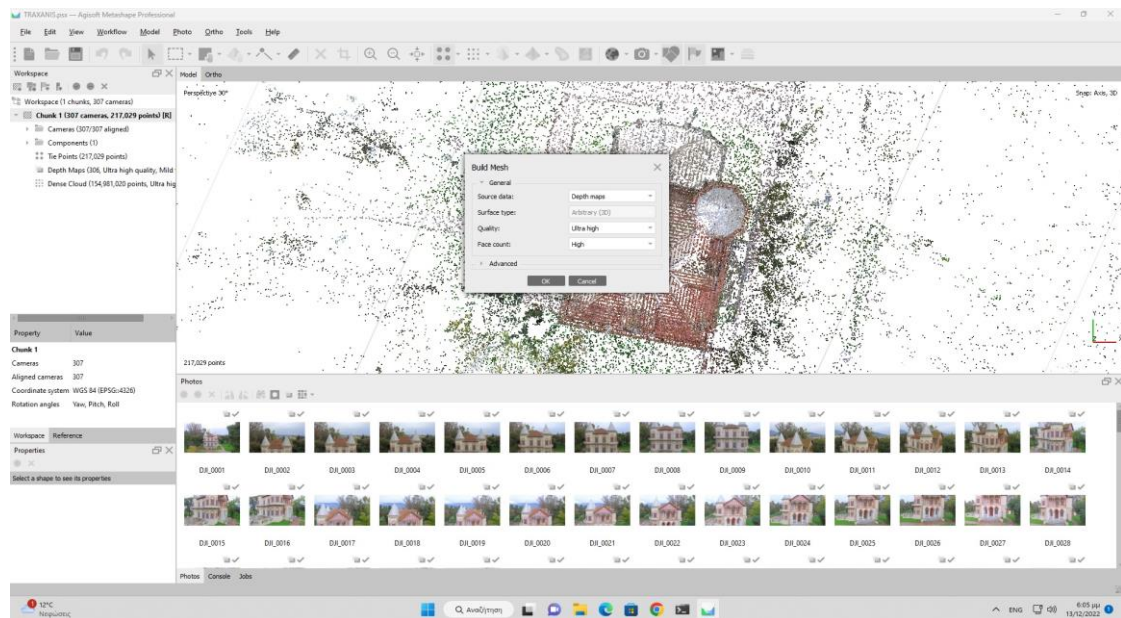 TRAXANIS.psx — Agisoft Metashape Professional
File Edit View Workflow Model Photo Ortho Tools Help
Workspace
Model Ortho
Perspective 30°
Snap: Axis, 3D
Workspace (1 chunks, 307 cameras)
Chunk 1 (307 cameras, 217,029 points) [R]
Cameras (307/307 aligned)
Components (1)
Tie Points (217,029 points)
Depth Maps (306, Ultra high quality, Mild
Dense Cloud (154,981,020 points, Ultra hig
Build Mesh
General
Source data: Depth maps
Surface type: Arbitrary (3D)
Quality: Ultra high
Face count: High
Advanced
OK Cancel
Property Value
Chunk 1
Cameras 307
Aligned cameras 307
Coordinate system WGS 84 (EPSG::4326)
Rotation angles Yaw, Pitch, Roll
217,029 points
Photos
Workspace Reference
Properties
Select a shape to see its properties
DJI_0001 DJI_0002 DJI_0003 DJI_0004 DJI_0005 DJI_0006 DJI_0007 DJI_0008 DJI_0009 DJI_0010 DJI_0011 DJI_0012 DJI_0013 DJI_0014
DJI_0015 DJI_0016 DJI_0017 DJI_0018 DJI_0019 DJI_0020 DJI_0021 DJI_0022 DJI_0023 DJI_0024 DJI_0025 DJI_0026 DJI_0027 DJI_0028
Photos Console Jobs
1
12°C
Νεφώσεις
Αναζήτηση
ENG
6:05 μμ
13/12/2022